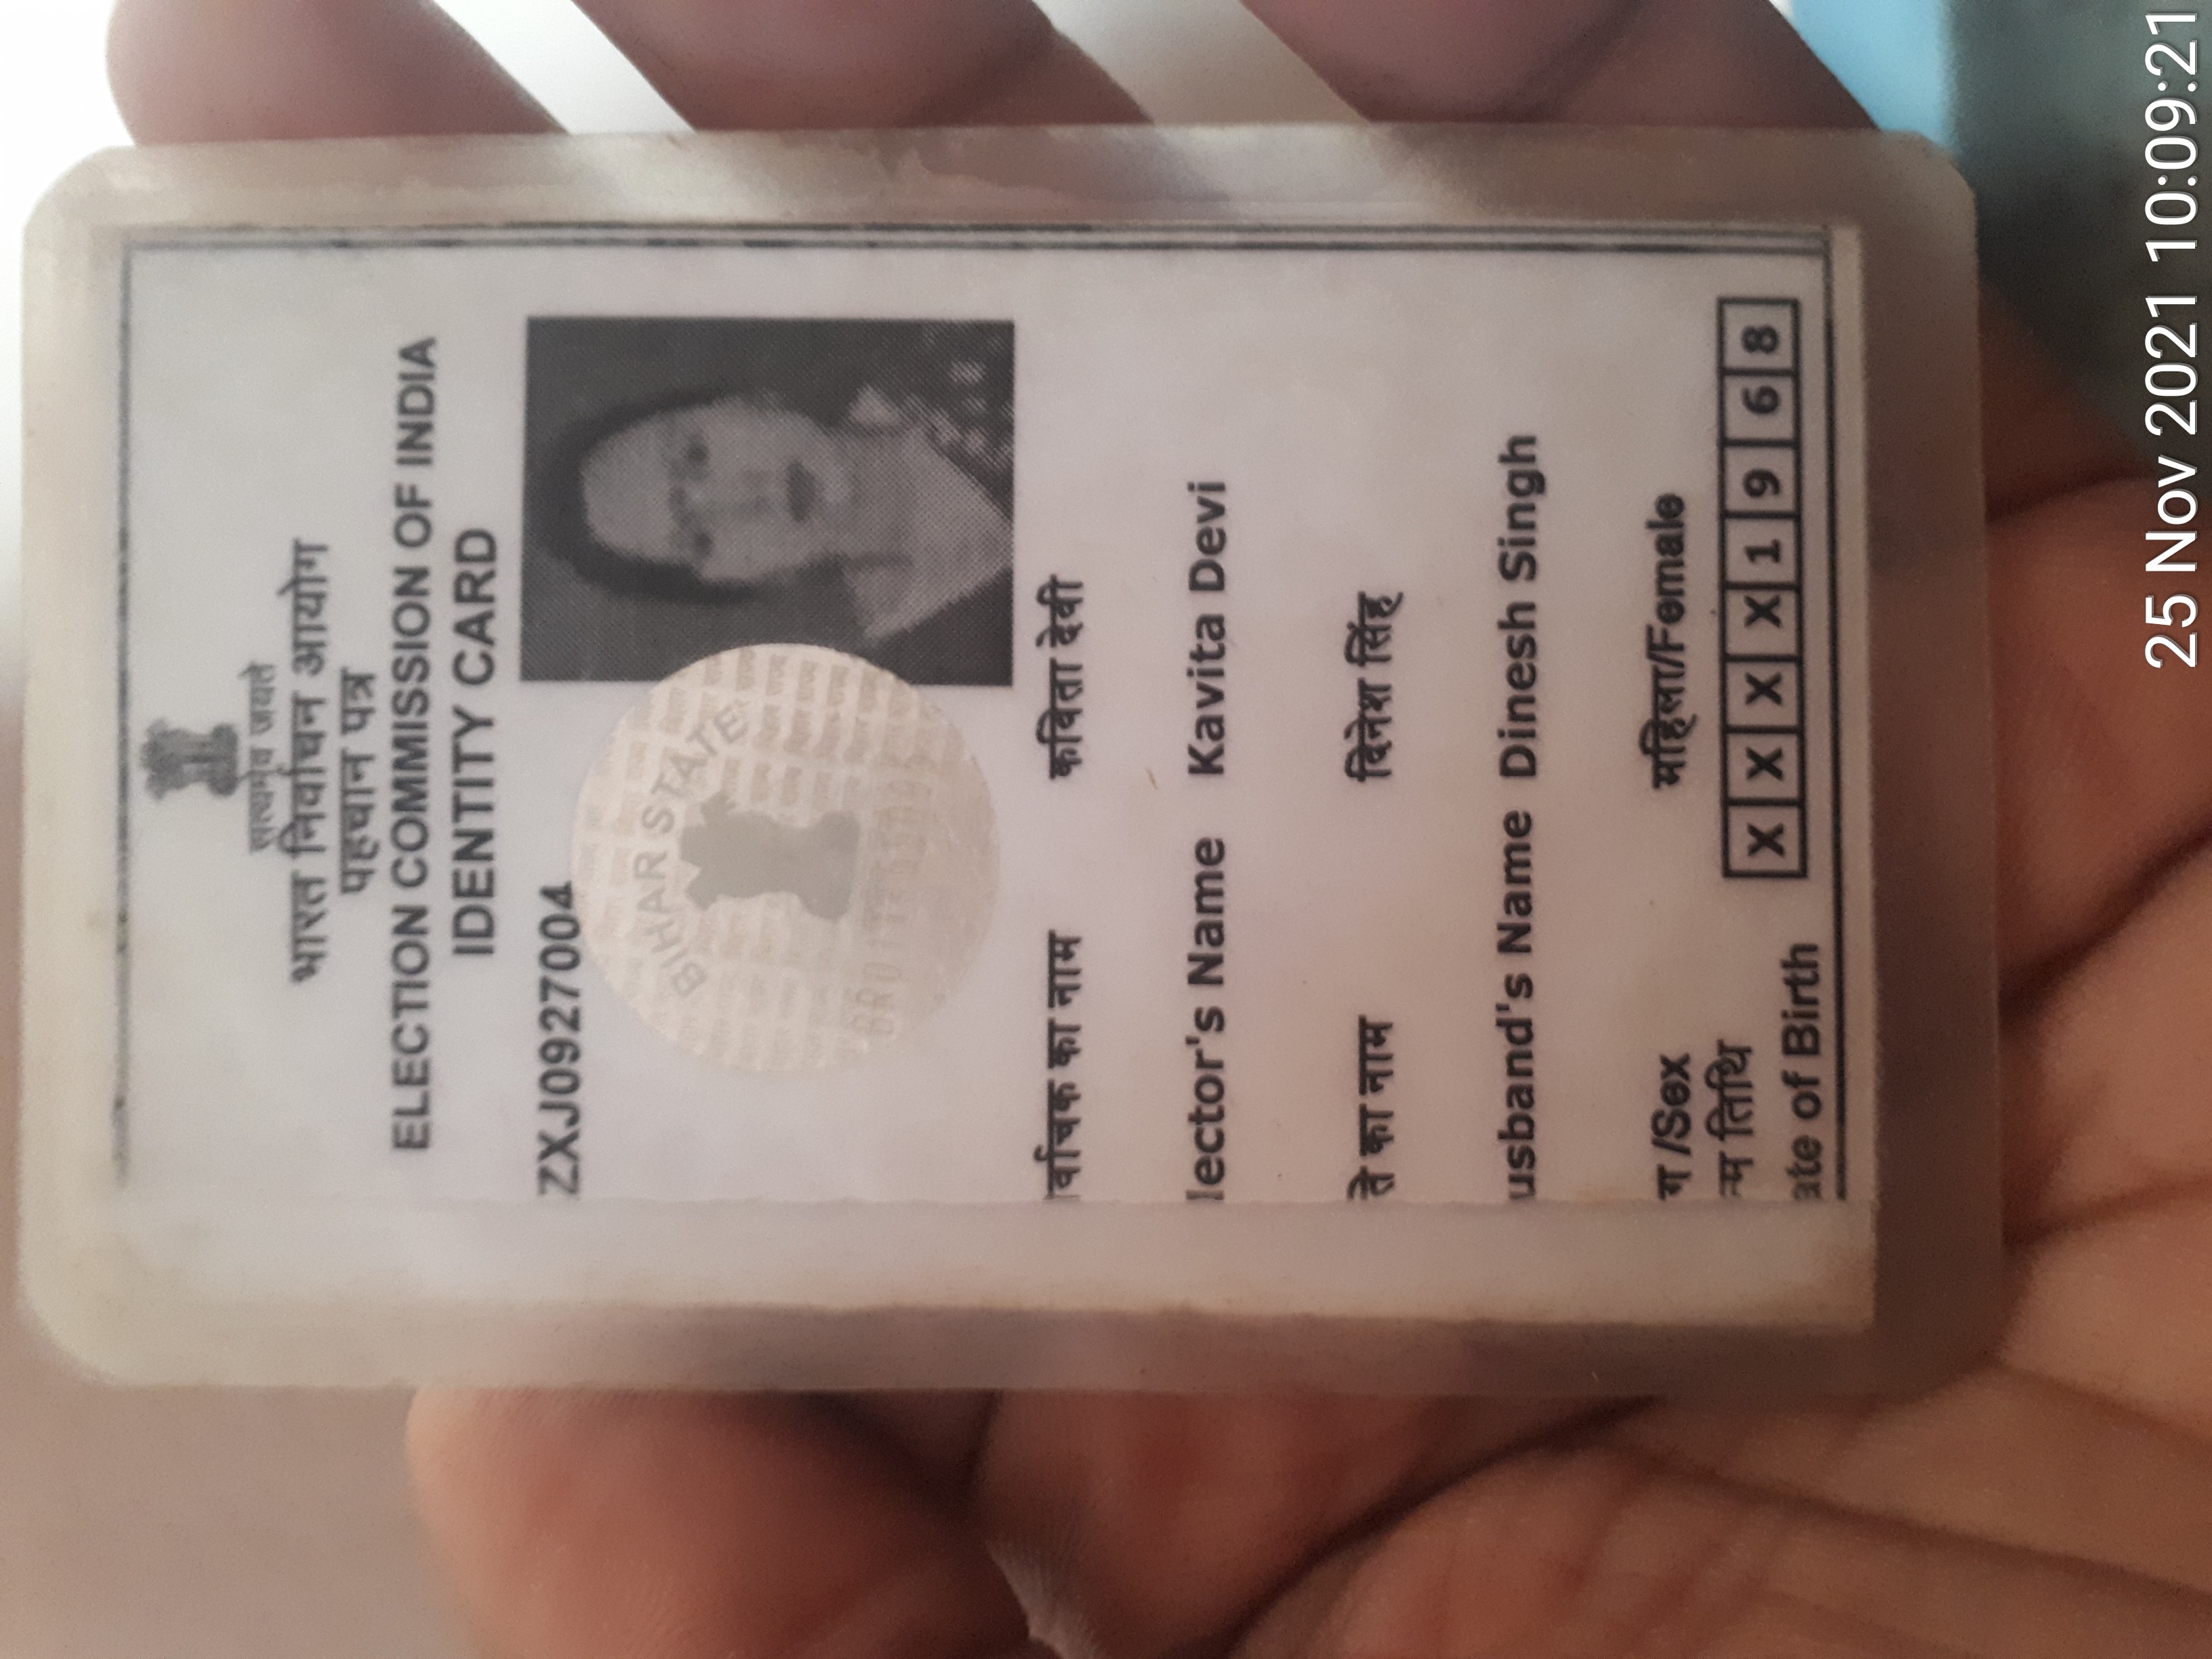 सत्यमेव जयते
भारत निर्वाचन आयोग
पहचान पत्र
ELECTION COMMISSION OF INDIA
IDENTITY CARD
ZXJ0927004
BIHAR STATE
र्वाचक का नाम कविता देवी
lector's Name Kavita Devi
ते का नाम दिनेश सिंह
usband's Name Dinesh Singh
ग /Sex महिला/Female
न्म तिथि
ate of Birth X X X X 1 9 6 8
25 Nov 2021 10:09:21